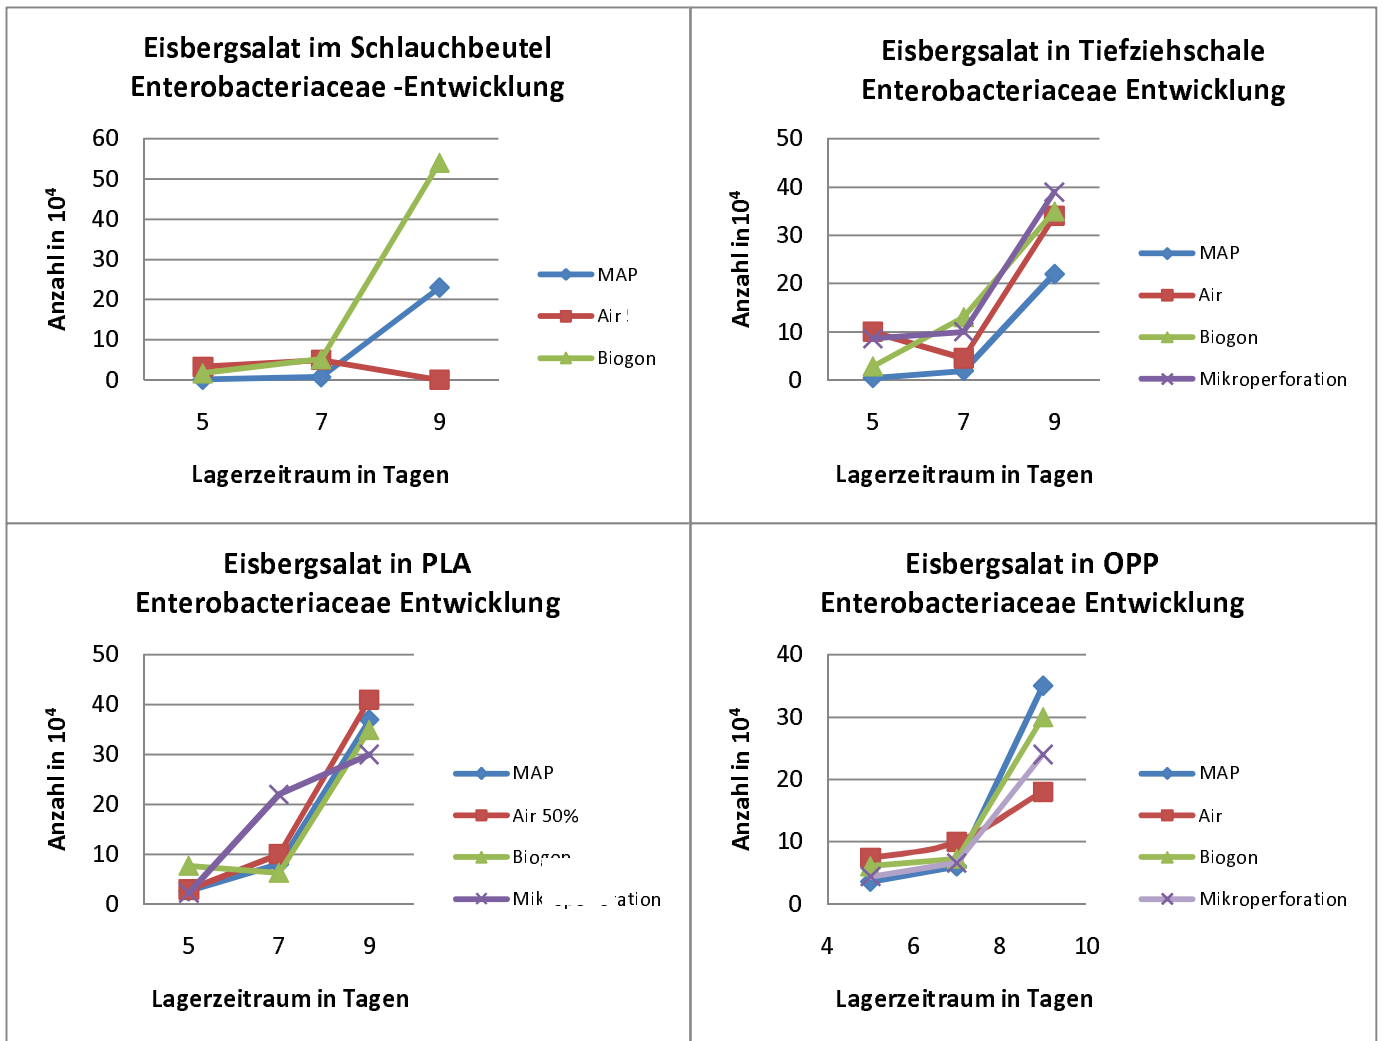 Eisbergsalat im Schlauchbeutel
Enterobacteriaceae -Entwicklung
Anzahl in 10⁴
60
50
40
30
20
10
0
5 7 9
Lagerzeitraum in Tagen
MAP
Air
Biogon
Eisbergsalat in Tiefziehschale
Enterobacteriaceae Entwicklung
Anzahl in 10⁴
50
40
30
20
10
0
5 7 9
Lagerzeitraum in Tagen
MAP
Air
Biogon
Mikroperforation
Eisbergsalat in PLA
Enterobacteriaceae Entwicklung
Anzahl in 10⁴
50
40
30
20
10
0
5 7 9
Lagerzeitraum in Tagen
MAP
Air 50%
Biogon
Mikroperforation
Eisbergsalat in OPP
Enterobacteriaceae Entwicklung
Anzahl in 10⁴
40
30
20
10
0
4 6 8 10
Lagerzeitraum in Tagen
MAP
Air
Biogon
Mikroperforation